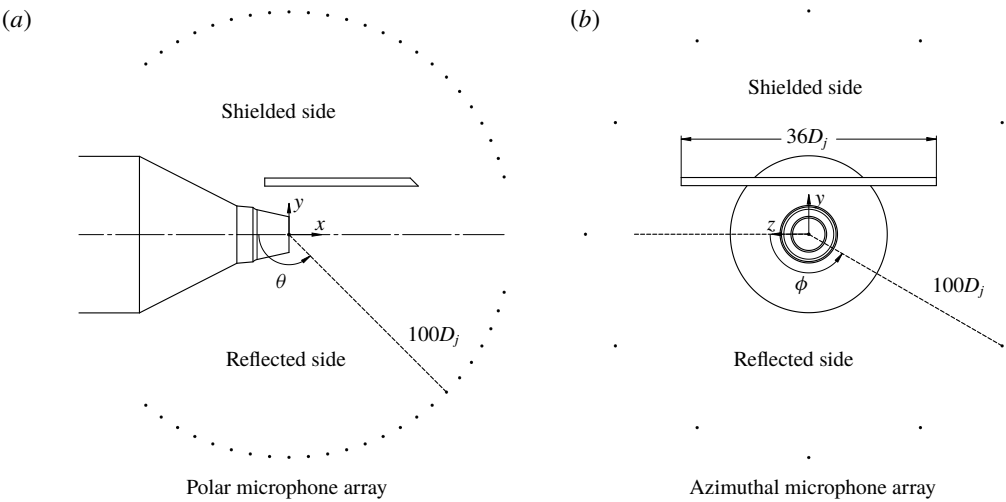 (a)
Shielded side
y
x
θ
100D_j
Reflected side
Polar microphone array
(b)
Shielded side
36D_j
y
z
ϕ
100D_j
Reflected side
Azimuthal microphone array